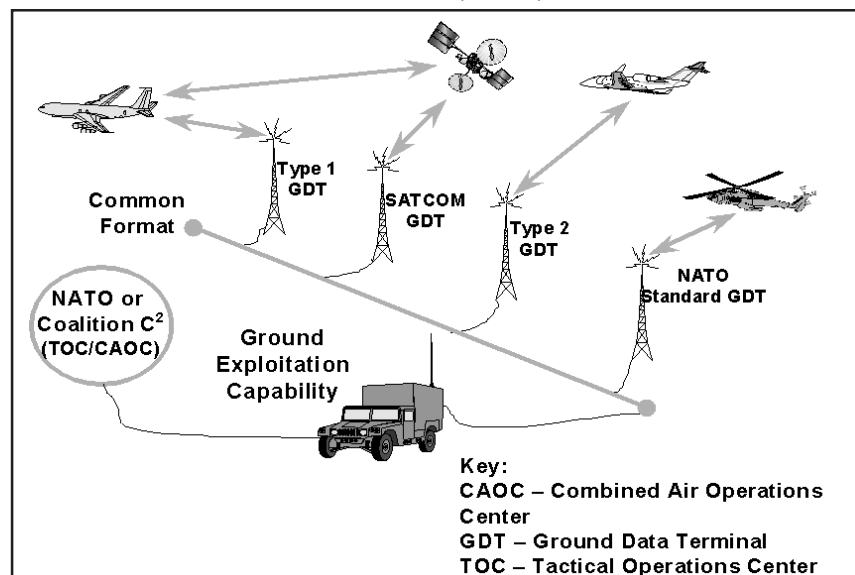 Type 1
GDT
SATCOM
GDT
Type 2
GDT
NATO
Standard GDT
Common
Format
NATO or
Coalition C²
(TOC/CAOC)
Ground
Exploitation
Capability
Key:
CAOC – Combined Air Operations
Center
GDT – Ground Data Terminal
TOC – Tactical Operations Center